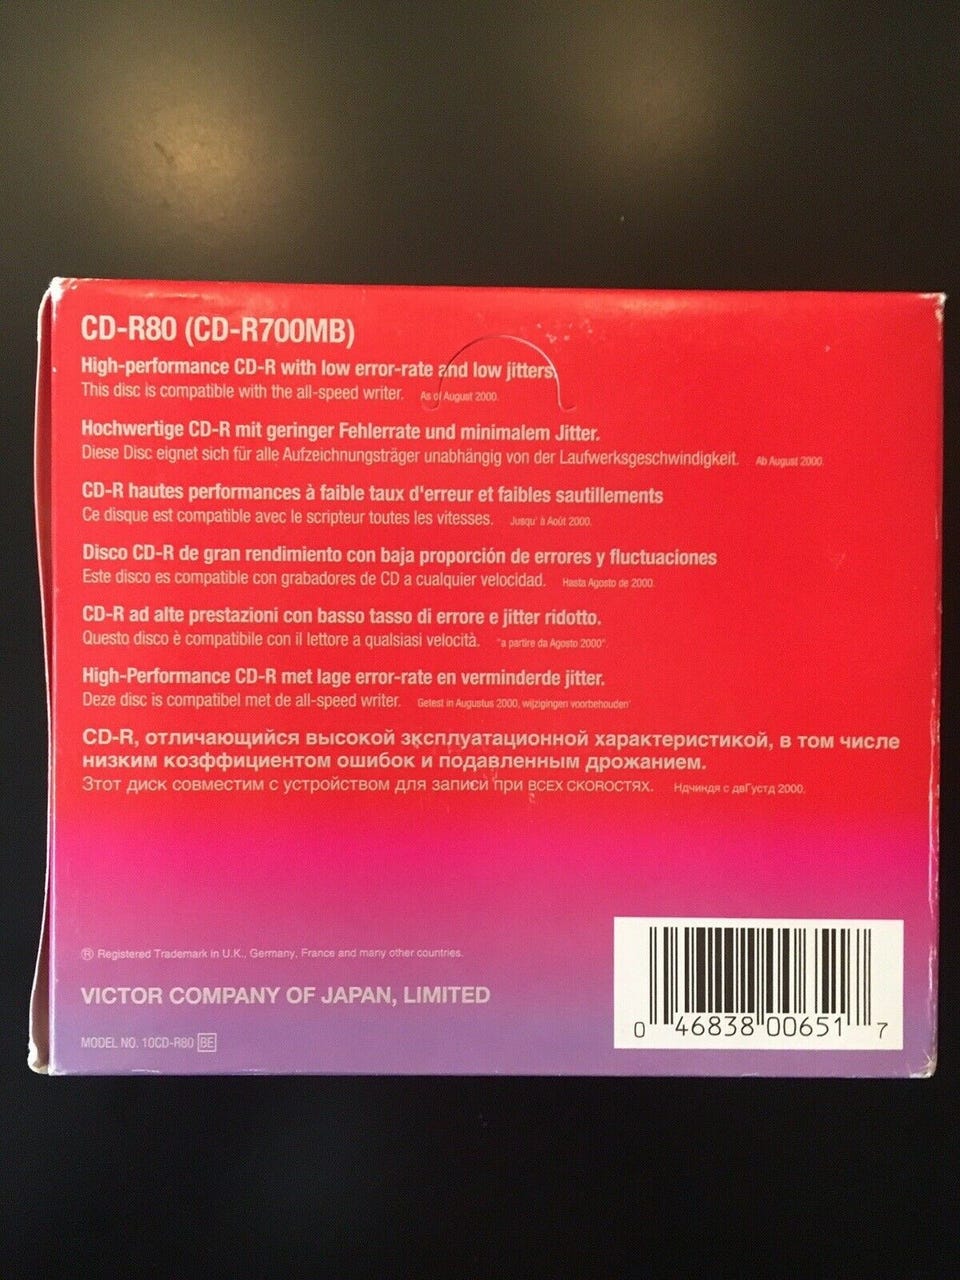 CD-R80 (CD-R700MB)
High-performance CD-R with low error-rate and low jitters.
This disc is compatible with the all-speed writer. As of August 2000.
Hochwertige CD-R mit geringer Fehlerrate und minimalem Jitter.
Diese Disc eignet sich für alle Aufzeichnungsträger unabhängig von der Laufwerksgeschwindigkeit. Ab August 2000.
CD-R hautes performances à faible taux d'erreur et faibles sautillements
Ce disque est compatible avec le scripteur toutes les vitesses. Jusqu' à Août 2000.
Disco CD-R de gran rendimiento con baja proporción de errores y fluctuaciones
Este disco es compatible con grabadores de CD a cualquier velocidad. Hasta Agosto de 2000.
CD-R ad alte prestazioni con basso tasso di errore e jitter ridotto.
Questo disco è compatibile con il lettore a qualsiasi velocità. "a partire da Agosto 2000".
High-Performance CD-R met lage error-rate en verminderde jitter.
Deze disc is compatibel met de all-speed writer. Getest in Augustus 2000, wijzigingen voorbehouden"
CD-R, отличающийся высокой зксплуатационной характеристикой, в том числе
низким козффициентом ошибок и подавленным дрожанием.
Зтот диск совместим с устройством для записи при ВСЕХ СКОРОСТЯХ. Ндчиндя с двГустд 2000.
® Registered Trademark in U.K., Germany, France and many other countries.
VICTOR COMPANY OF JAPAN, LIMITED
MODEL NO. 10CD-R80 BE
0 46838 00651 7